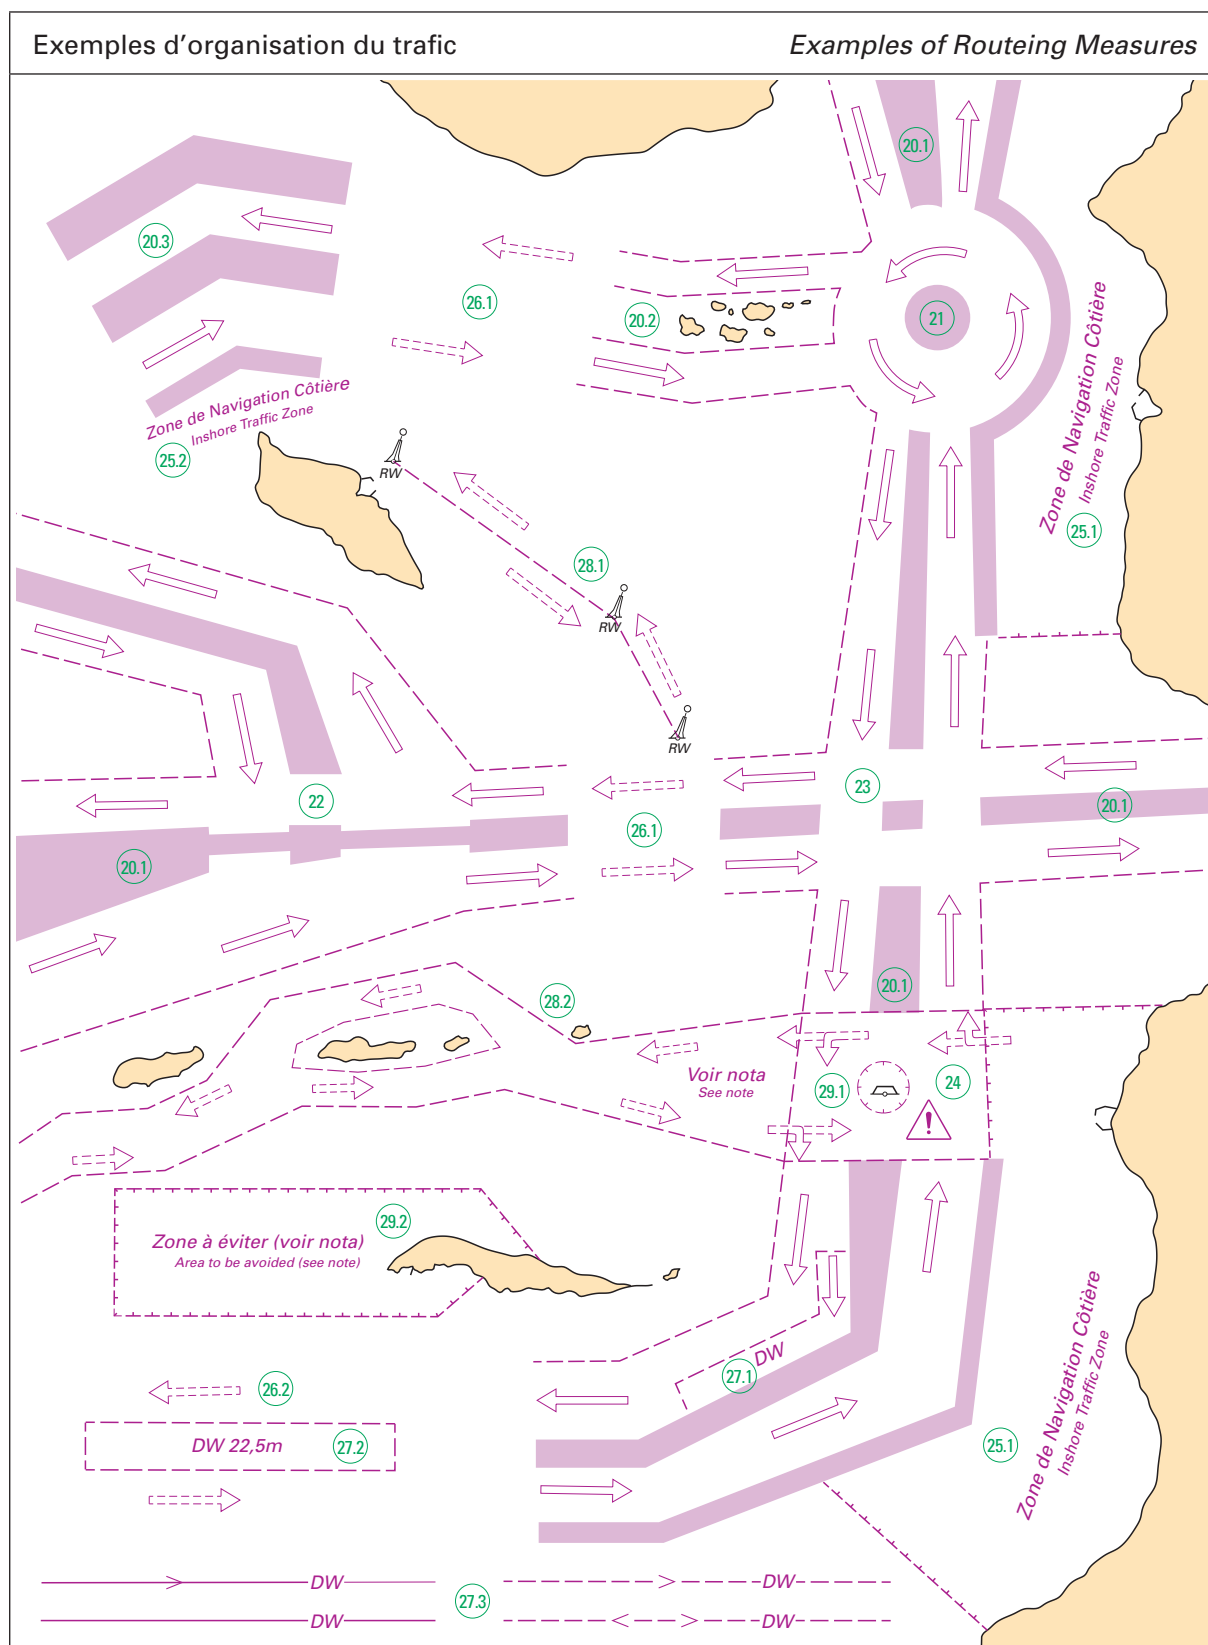 Exemples d'organisation du trafic
Examples of Routeing Measures
20.1
20.3
26.1
20.2
21
Zone de Navigation Côtière
Inshore Traffic Zone
25.1
Zone de Navigation Côtière
Inshore Traffic Zone
25.2
RW
28.1
RW
RW
22
23
20.1
26.1
20.1
20.1
28.2
Voir nota
See note
29.1
24
!
29.2
Zone à éviter (voir nota)
Area to be avoided (see note)
26.2
DW
27.1
DW 22,5m
27.2
Zone de Navigation Côtière
Inshore Traffic Zone
25.1
DW
DW
27.3
DW
DW